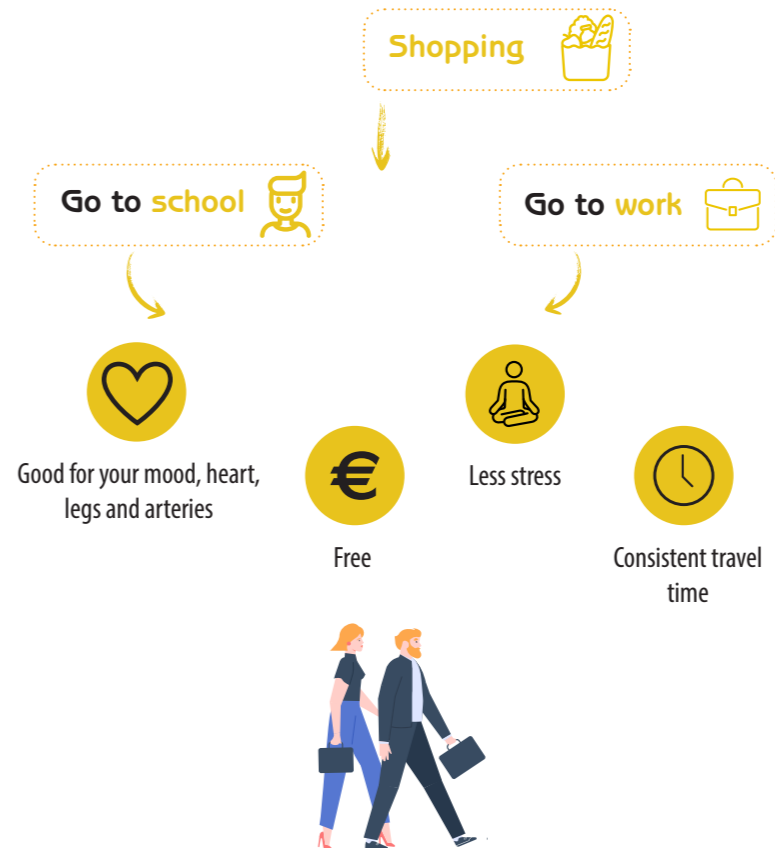 Shopping
Go to school
Go to work
Good for your mood, heart,
legs and arteries
€
Free
Less stress
Consistent travel
time